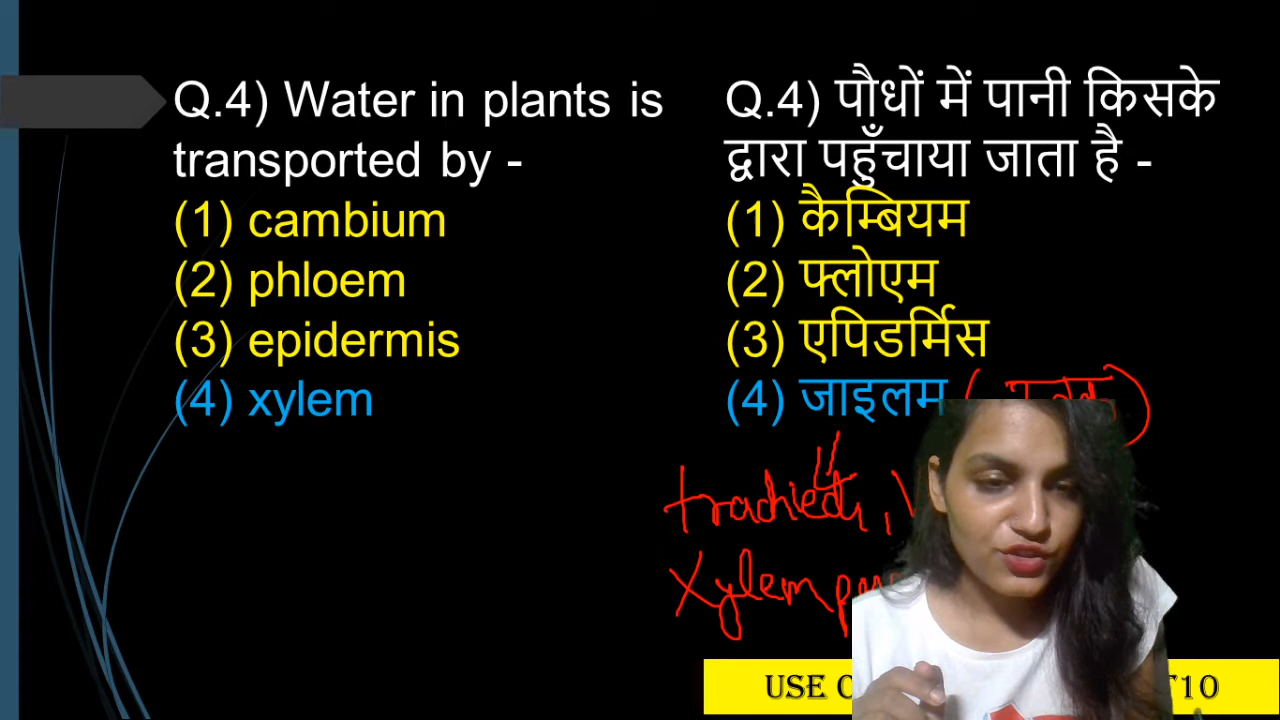 Q.4) Water in plants is
transported by -
(1) cambium
(2) phloem
(3) epidermis
(4) xylem
Q.4) पौधों में पानी किसके
द्वारा पहुँचाया जाता है -
(1) कैम्बियम
(2) फ्लोएम
(3) एपिडर्मिस
(4) जाइलम
Xylem
USE